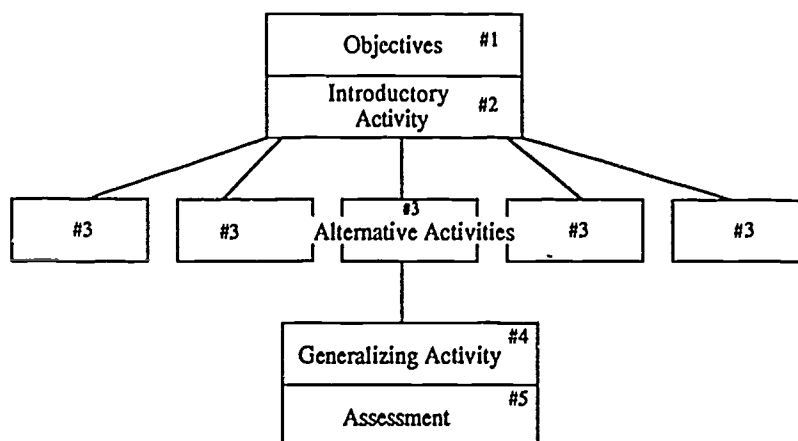 Objectives #1
Introductory
Activity #2
#3 #3 #3 #3 #3
Alternative Activities
#4
Generalizing Activity
#5
Assessment